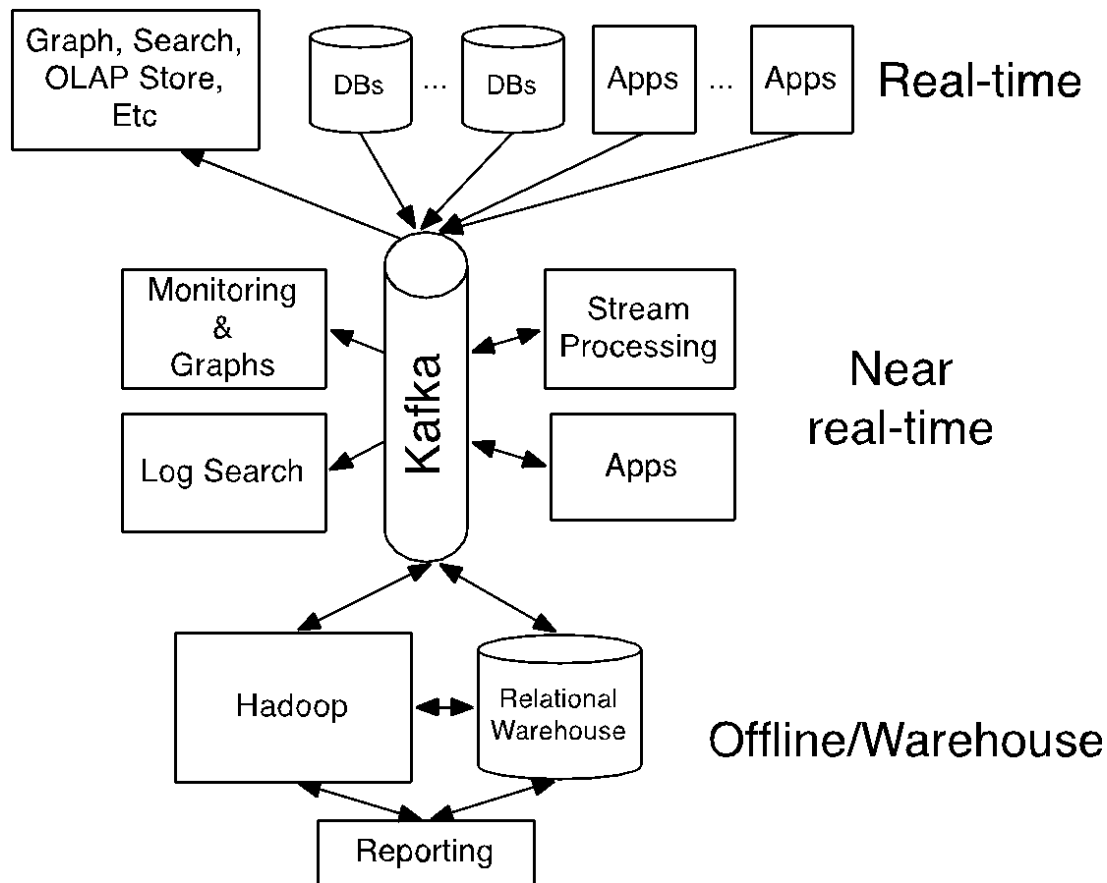 Graph, Search,
OLAP Store,
Etc
DBs
...
DBs
Apps
...
Apps
Real-time
Monitoring
&
Graphs
Kafka
Stream
Processing
Near
real-time
Log Search
Apps
Hadoop
Relational
Warehouse
Offline/Warehouse
Reporting